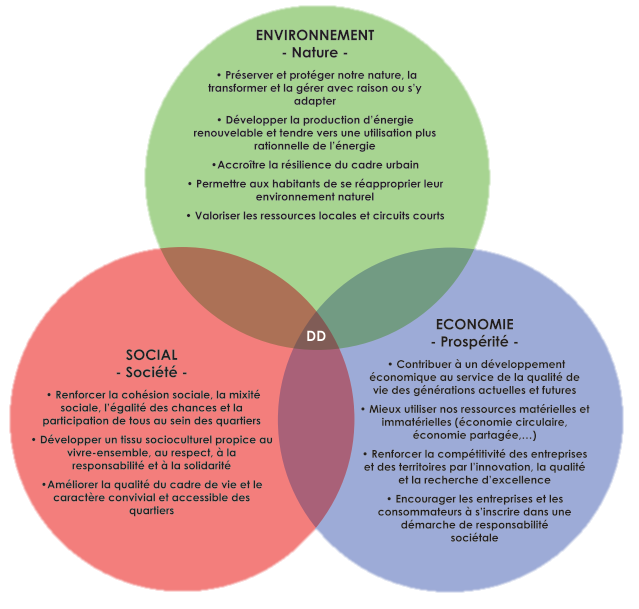 ENVIRONNEMENT
- Nature -
• Préserver et protéger notre nature, la
transformer et la gérer avec raison ou s'y
adapter
• Développer la production d'énergie
renouvelable et tendre vers une utilisation plus
rationnelle de l'énergie
•Accroître la résilience du cadre urbain
• Permettre aux habitants de se réapproprier leur
environnement naturel
• Valoriser les ressources locales et circuits courts
DD
SOCIAL
- Société -
• Renforcer la cohésion sociale, la mixité
sociale, l'égalité des chances et la
participation de tous au sein des quartiers
• Développer un tissu socioculturel propice au
vivre-ensemble, au respect, à la
responsabilité et à la solidarité
•Améliorer la qualité du cadre de vie et le
caractère convivial et accessible des
quartiers
ECONOMIE
- Prospérité -
• Contribuer à un développement
économique au service de la qualité de
vie des générations actuelles et futures
• Mieux utiliser nos ressources matérielles et
immatérielles (économie circulaire,
économie partagée,...)
• Renforcer la compétitivité des entreprises
et des territoires par l'innovation, la qualité
et la recherche d'excellence
• Encourager les entreprises et les
consommateurs à s'inscrire dans une
démarche de responsabilité
sociétale